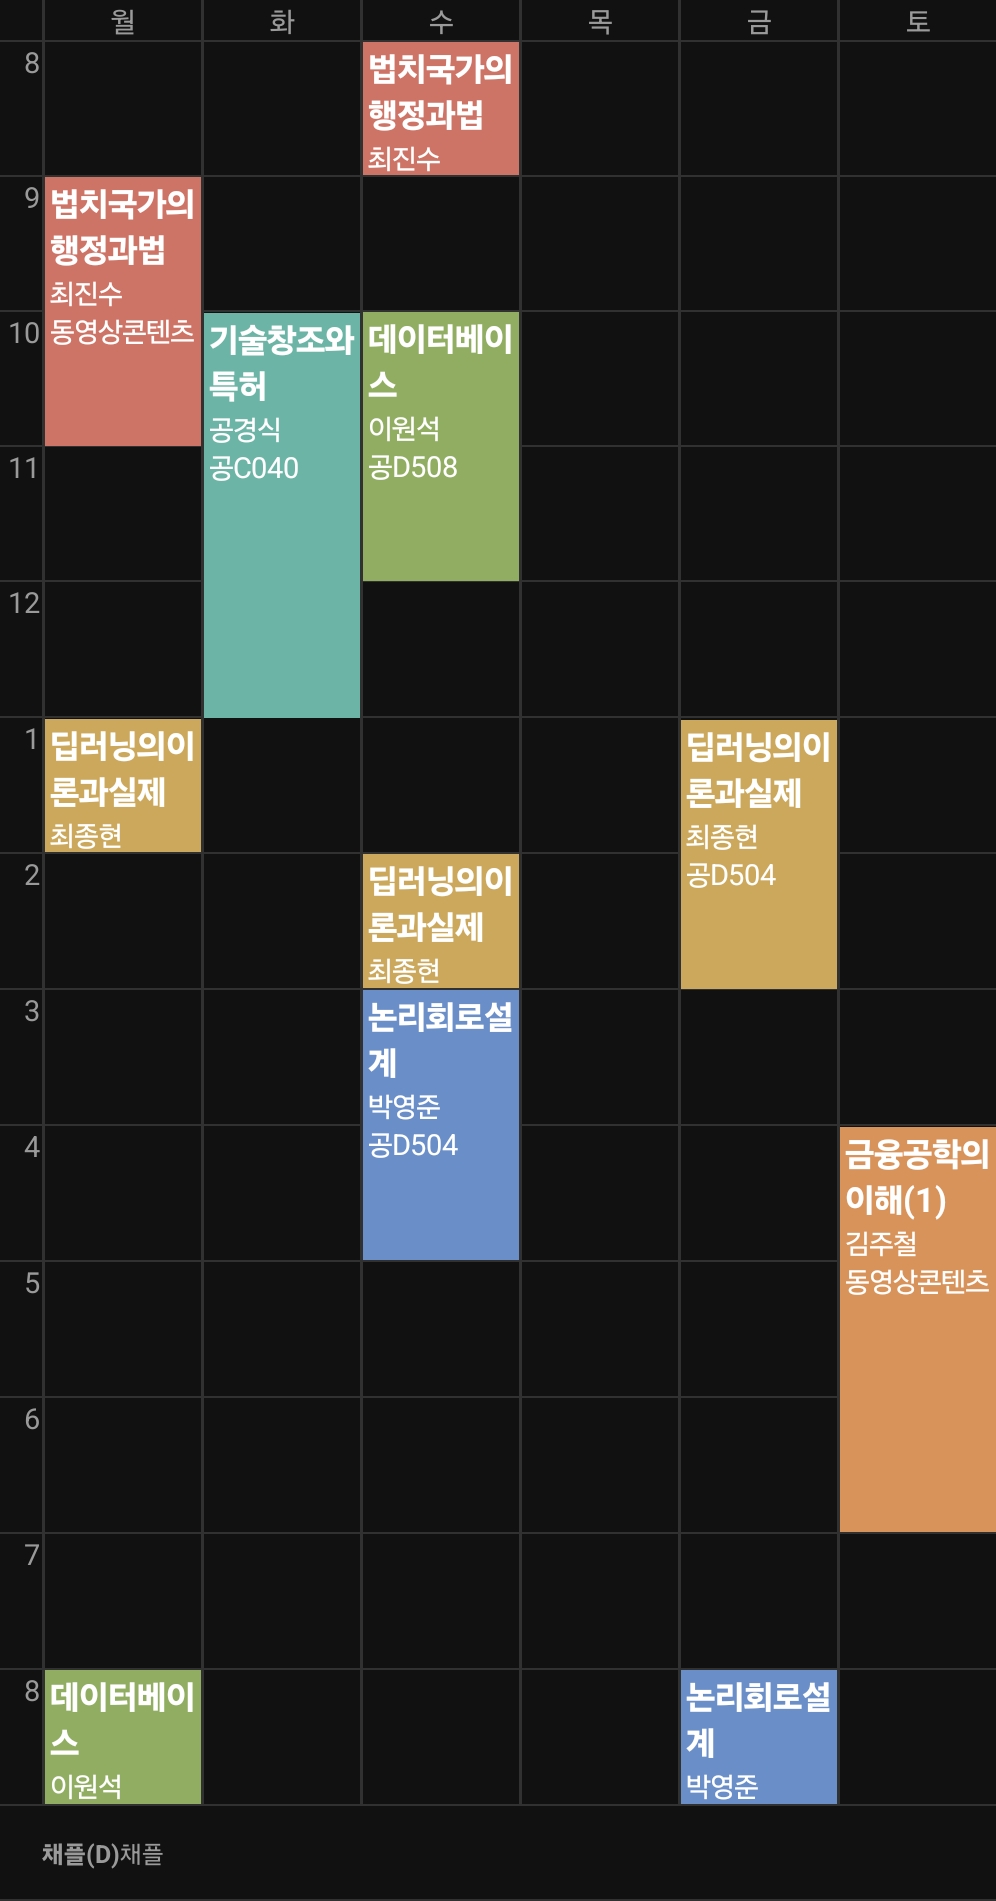 월 화 수 목 금 토
8
법치국가의
행정과법
최진수
9
법치국가의
행정과법
최진수
동영상콘텐츠
10
기술창조와
특허
공경식
공C040
데이터베이
스
이원석
공D508
11
12
1
딥러닝의이
론과실제
최종현
딥러닝의이
론과실제
최종현
공D504
2
딥러닝의이
론과실제
최종현
3
논리회로설
계
박영준
공D504
4
금융공학의
이해(1)
김주철
동영상콘텐츠
5
6
7
8
데이터베이
스
이원석
논리회로설
계
박영준
채플(D)채플